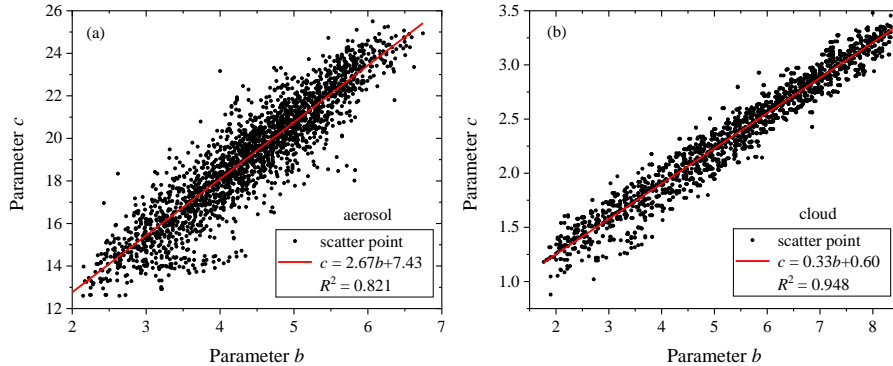 (a)
26
24
22
20
18
16
14
12
Parameter c
aerosol
scatter point
c = 2.67b+7.43
R² = 0.821
2 3 4 5 6 7
Parameter b
(b)
3.5
3.0
2.5
2.0
1.5
1.0
Parameter c
cloud
scatter point
c = 0.33b+0.60
R² = 0.948
2 3 4 5 6 7 8
Parameter b